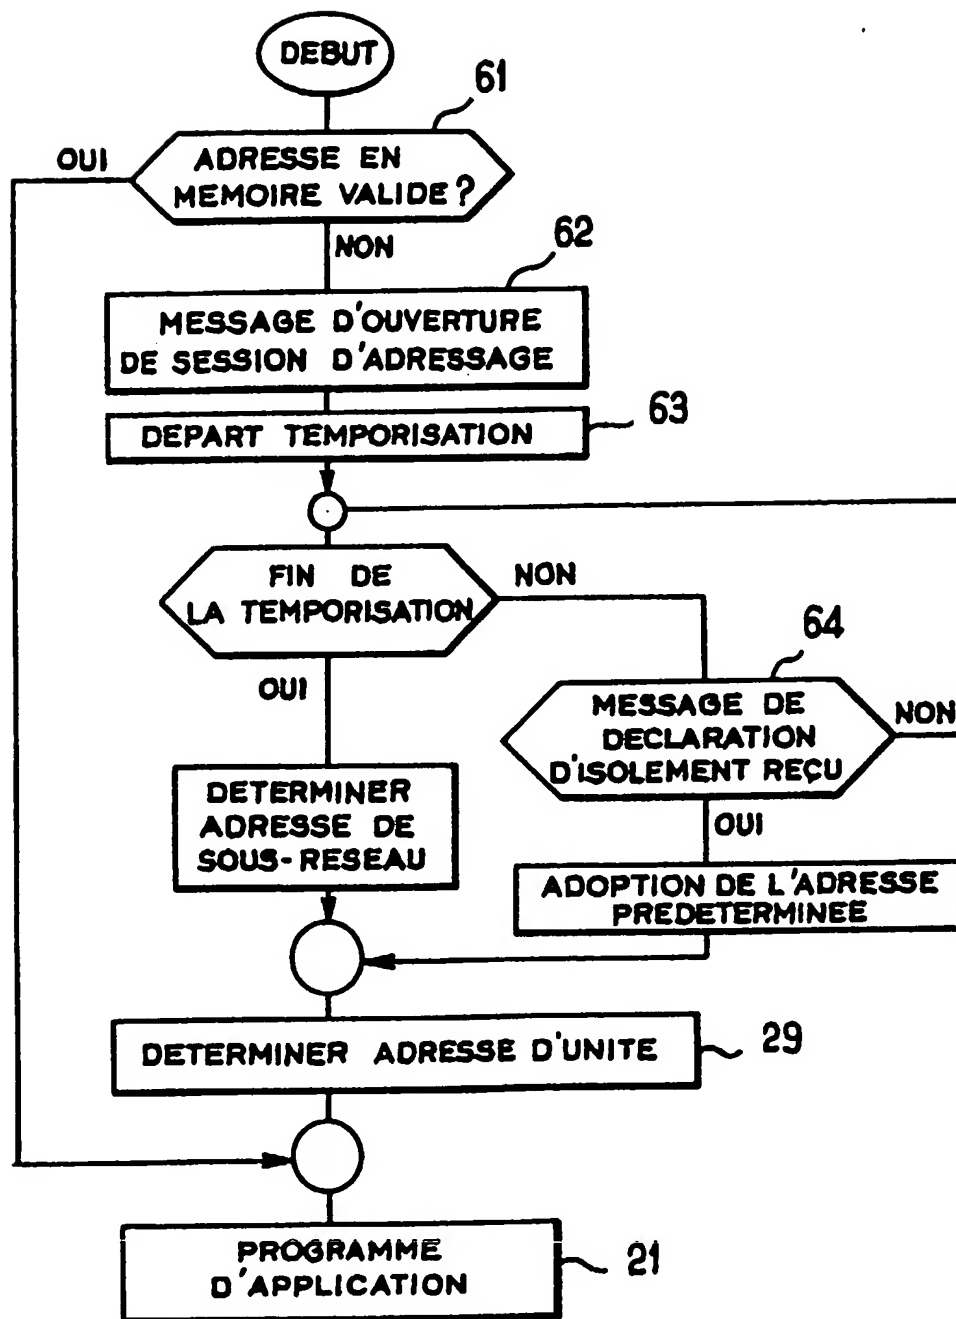 DEBUT
61
OUI
ADRESSE EN
MEMOIRE VALIDE?
NON
62
MESSAGE D'OUVERTURE
DE SESSION D'ADRESSAGE
63
DEPART TEMPORISATION
FIN DE
LA TEMPORISATION
NON
OUI
64
MESSAGE DE
DECLARATION
D'ISOLEMENT REÇU
NON
OUI
DETERMINER
ADRESSE DE
SOUS-RESEAU
ADOPTION DE L'ADRESSE
PREDETERMINEE
DETERMINER ADRESSE D'UNITE
29
PROGRAMME
D'APPLICATION
21